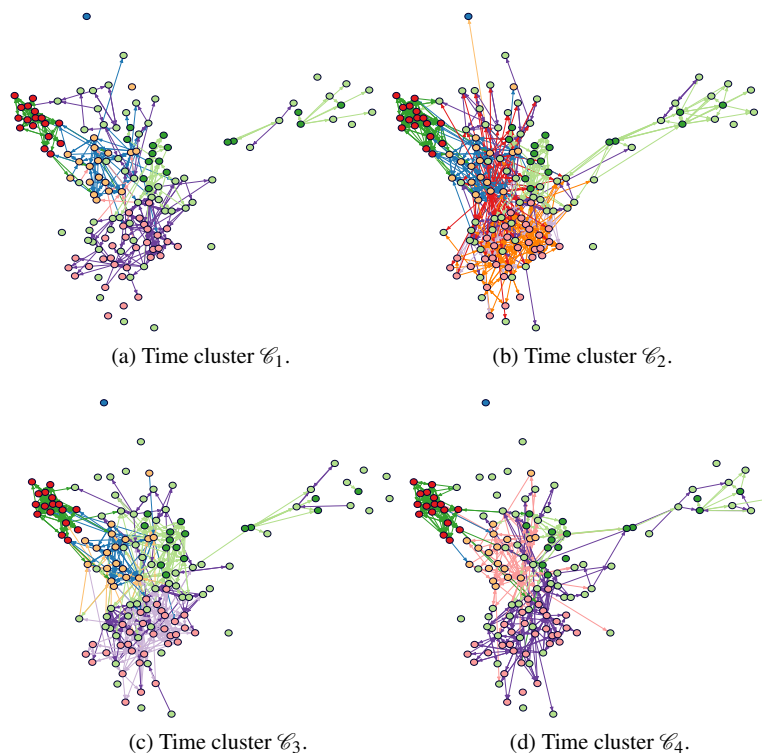 (a) Time cluster 𝒞1.
(b) Time cluster 𝒞2.
(c) Time cluster 𝒞3.
(d) Time cluster 𝒞4.